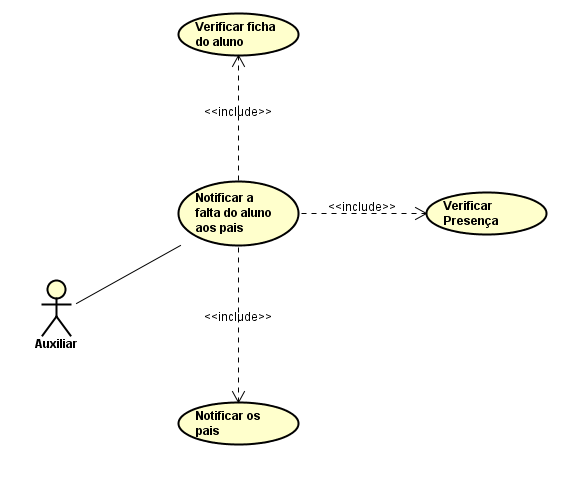 Verificar ficha
do aluno
<<include>>
Notificar a
falta do aluno
aos pais
<<include>>
Verificar
Presença
<<include>>
Auxiliar
Notificar os
pais